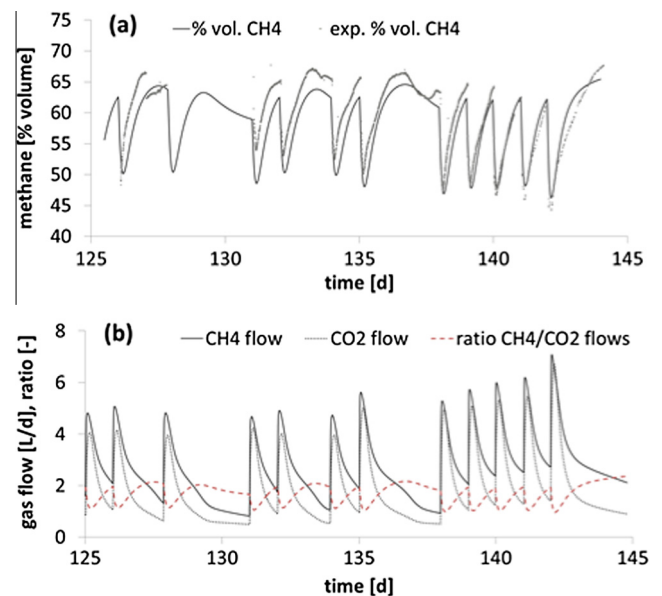 (a)
% vol. CH4
exp. % vol. CH4
methane [% volume]
75
70
65
60
55
50
45
40
125
130
135
140
145
time [d]
(b)
CH4 flow
CO2 flow
ratio CH4/CO2 flows
gas flow [L/d], ratio [-]
8
6
4
2
0
125
130
135
140
145
time [d]